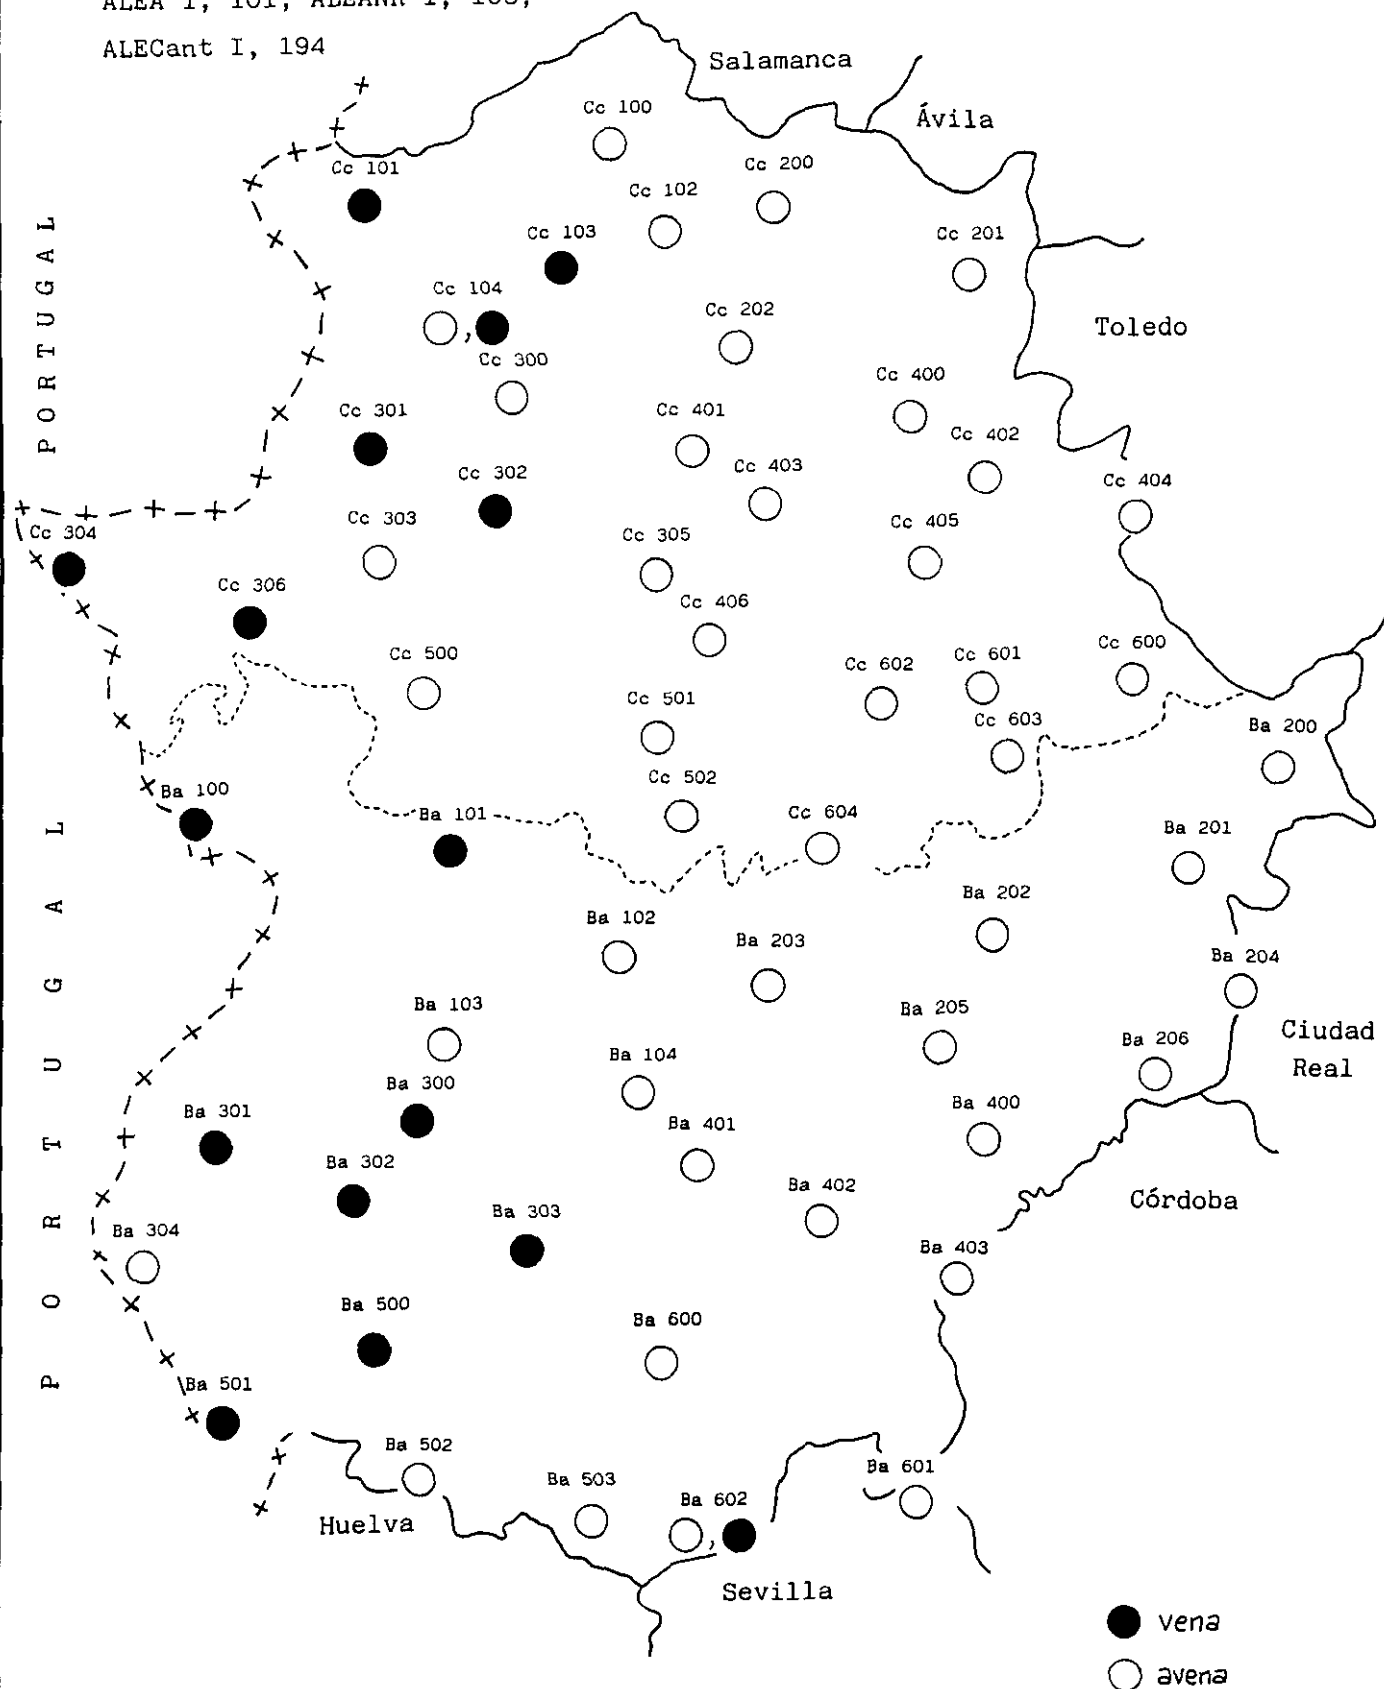 ALECant I, 194
Salamanca
Ávila
Cc 100
Cc 101
Cc 200
Cc 102
Cc 103
Cc 201
Cc 104
Cc 202
Toledo
Cc 300
Cc 400
Cc 301
Cc 401
Cc 402
Cc 302
Cc 403
Cc 404
Cc 303
Cc 405
Cc 304
Cc 305
Cc 306
Cc 406
Cc 500
Cc 602
Cc 601
Cc 600
Cc 501
Cc 603
Ba 200
Cc 502
Ba 100
Ba 101
Cc 604
Ba 201
Ba 202
Ba 102
Ba 203
Ba 204
Ba 103
Ba 205
Ciudad
Real
Ba 206
Ba 104
Ba 300
Ba 301
Ba 401
Ba 400
Ba 302
Ba 402
Córdoba
Ba 303
Ba 304
Ba 403
Ba 500
Ba 600
Ba 501
Ba 502
Ba 503
Ba 602
Ba 601
Huelva
Sevilla
PORTUGAL
PORTUGAL
vena
avena